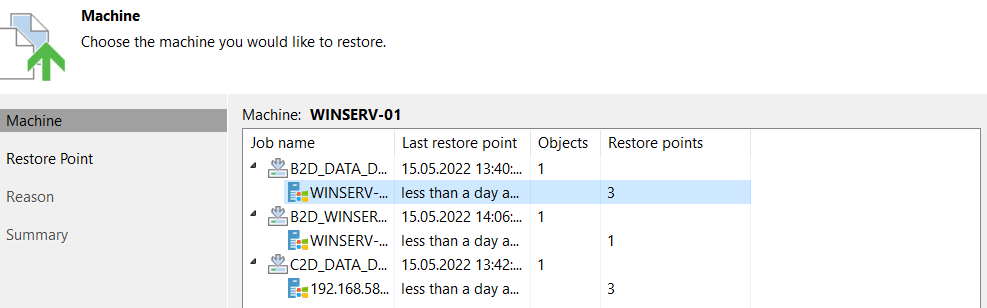 Machine
Choose the machine you would like to restore.
Machine
Restore Point
Reason
Summary
Machine: WINSERV-01
Job name Last restore point Objects Restore points
B2D_DATA_D... 15.05.2022 13:40:... 1
WINSERV-... less than a day a... 3
B2D_WINSER... 15.05.2022 14:06:... 1
WINSERV-... less than a day a... 1
C2D_DATA_D... 15.05.2022 13:42:... 1
192.168.58... less than a day a... 3